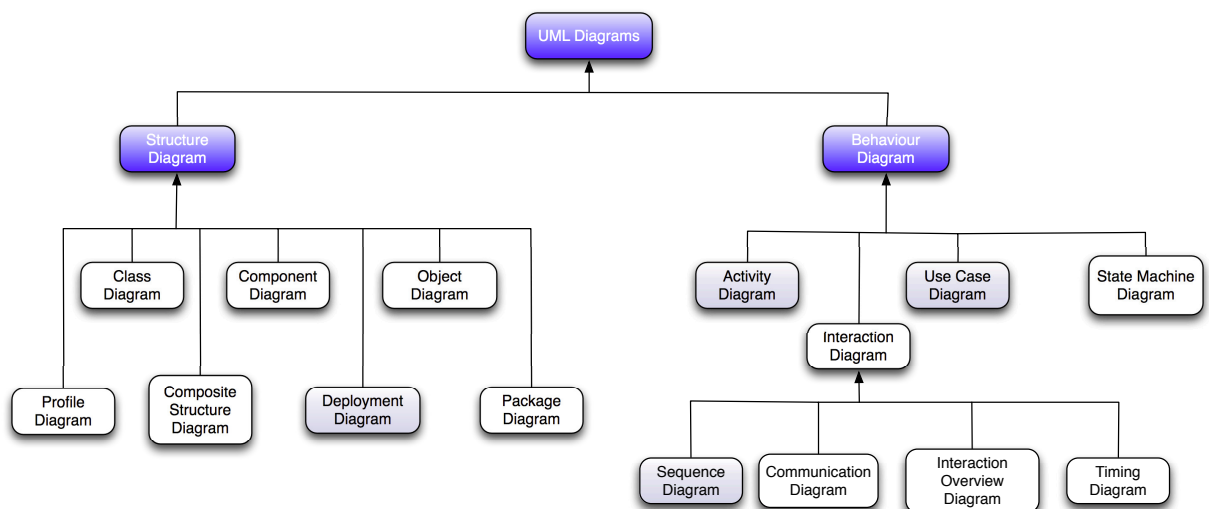 UML Diagrams
Structure
Diagram
Behaviour
Diagram
Class
Diagram
Component
Diagram
Object
Diagram
Activity
Diagram
Use Case
Diagram
State Machine
Diagram
Interaction
Diagram
Profile
Diagram
Composite
Structure
Diagram
Deployment
Diagram
Package
Diagram
Sequence
Diagram
Communication
Diagram
Interaction
Overview
Diagram
Timing
Diagram